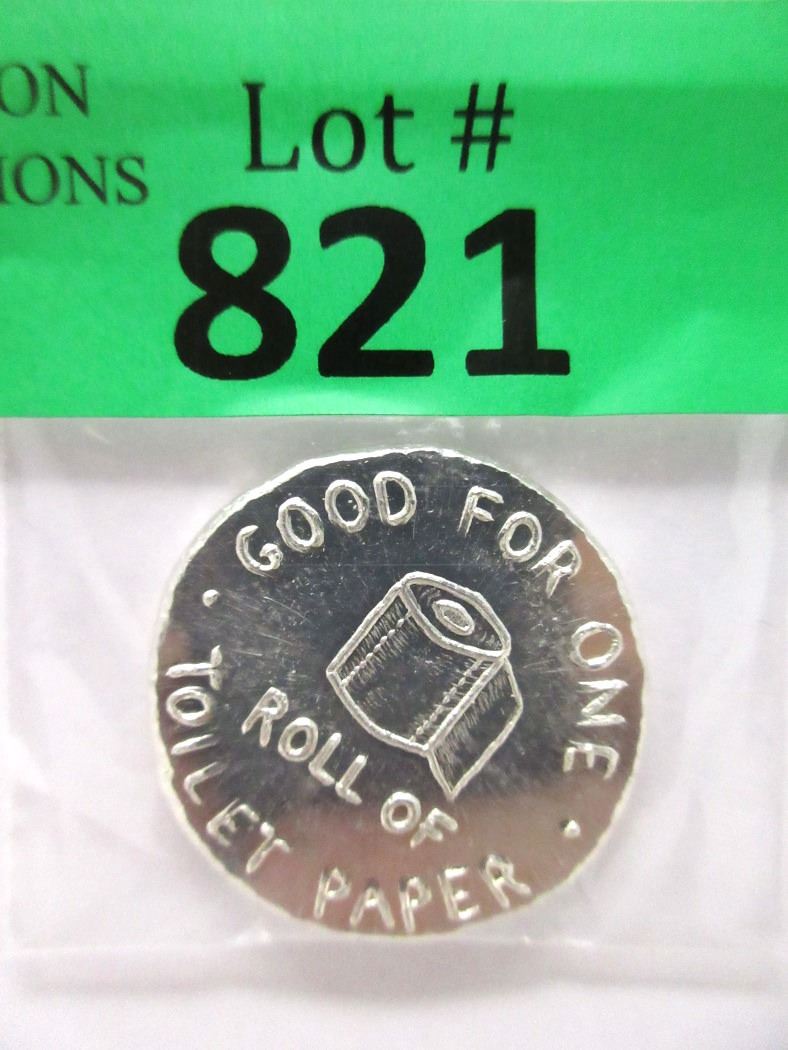 ON
IONS
Lot #
821
GOOD FOR ONE
ROLL OF
TOILET PAPER